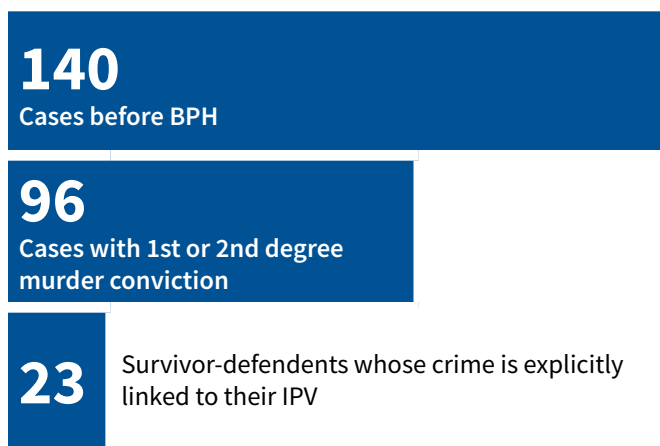 140
Cases before BPH
96
Cases with 1st or 2nd degree
murder conviction
23
Survivor-defendents whose crime is explicitly
linked to their IPV